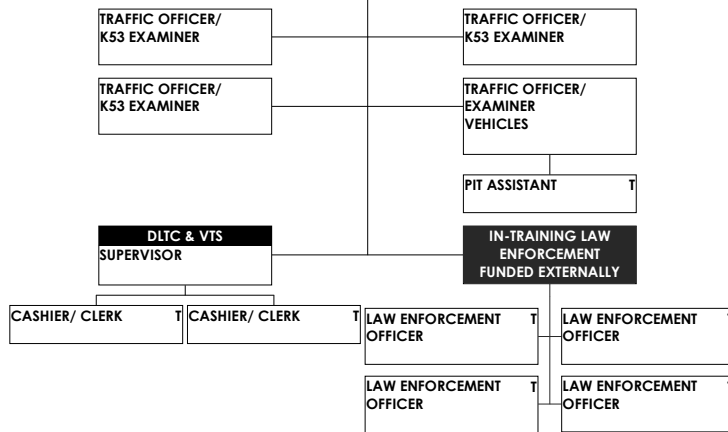 TRAFFIC OFFICER/
K53 EXAMINER
TRAFFIC OFFICER/
K53 EXAMINER
TRAFFIC OFFICER/
K53 EXAMINER
TRAFFIC OFFICER/
EXAMINER
VEHICLES
PIT ASSISTANT T
DLTC & VTS
SUPERVISOR
IN-TRAINING LAW
ENFORCEMENT
FUNDED EXTERNALLY
CASHIER/ CLERK T
CASHIER/ CLERK T
LAW ENFORCEMENT T
OFFICER
LAW ENFORCEMENT
OFFICER
LAW ENFORCEMENT T
OFFICER
LAW ENFORCEMENT
OFFICER